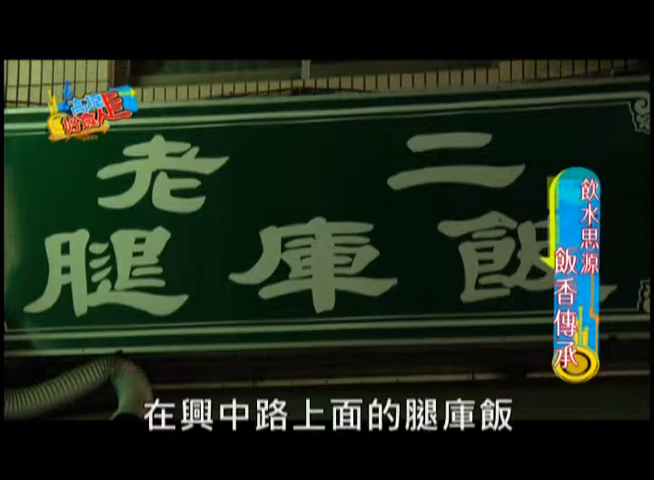 老二
腿庫飯
飲水思源
飯香傳承
在興中路上面的腿庫飯